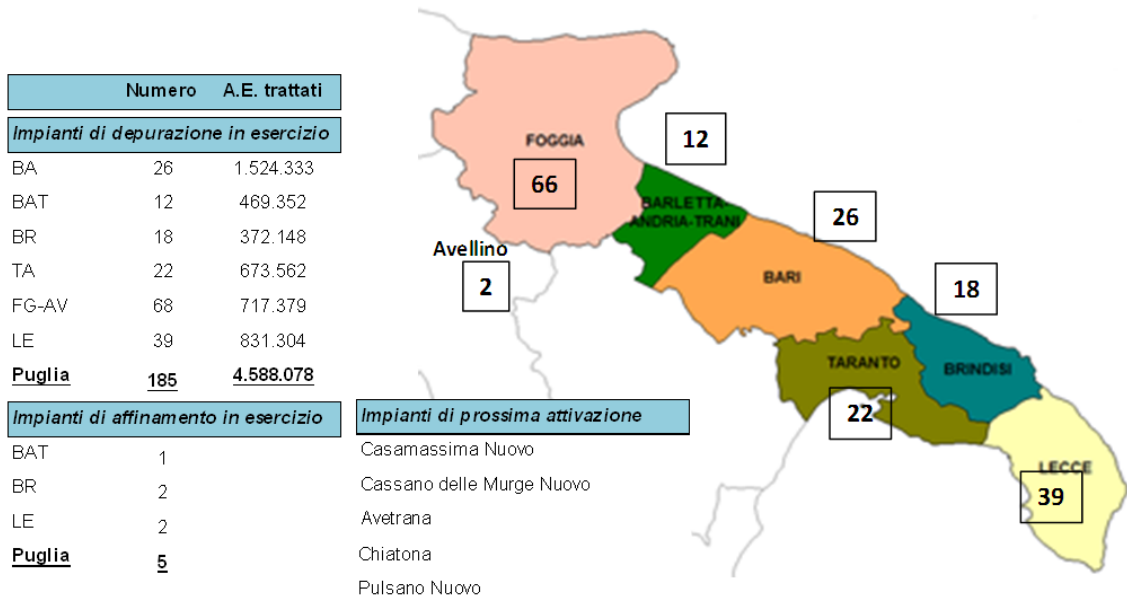 Numero A.E. trattati
Impianti di depurazione in esercizio
BA 26 1.524.333
BAT 12 469.352
BR 18 372.148
TA 22 673.562
FG-AV 68 717.379
LE 39 831.304
Puglia 185 4.588.078
Impianti di affinamento in esercizio
BAT 1
BR 2
LE 2
Puglia 5
Impianti di prossima attivazione
Casamassima Nuovo
Cassano delle Murge Nuovo
Avetrana
Chiatona
Pulsano Nuovo
FOGGIA
66
12
BARLETTA-
ANDRIA-TRANI
Avellino
2
26
BARI
18
TARANTO
22
BRINDISI
LECCE
39